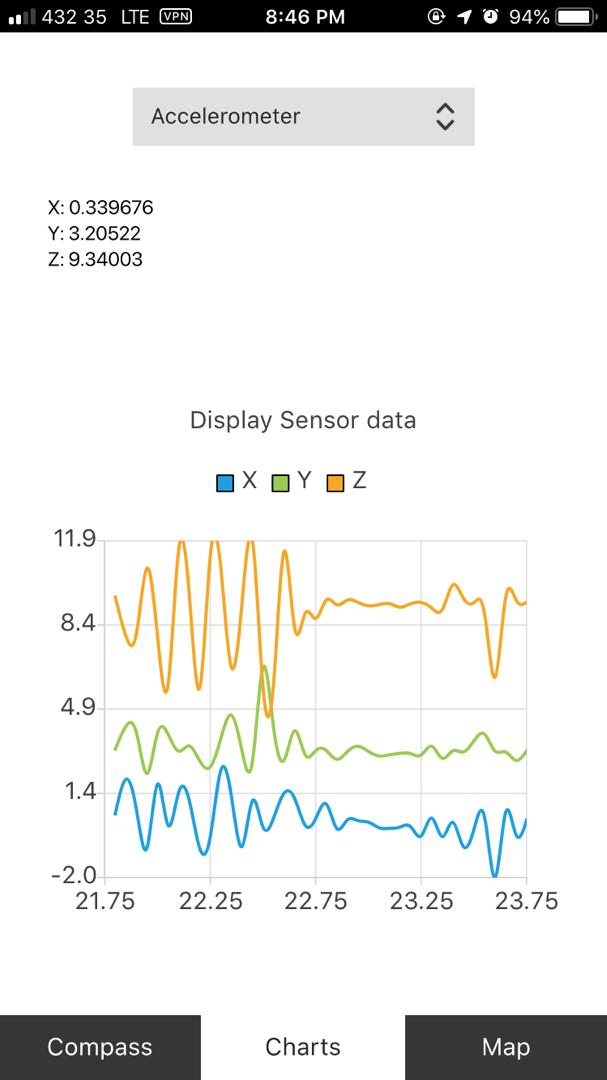 432 35 LTE VPN 8:46 PM 94%
Accelerometer
X: 0.339676
Y: 3.20522
Z: 9.34003
Display Sensor data
X Y Z
11.9
8.4
4.9
1.4
-2.0
21.75 22.25 22.75 23.25 23.75
Compass Charts Map